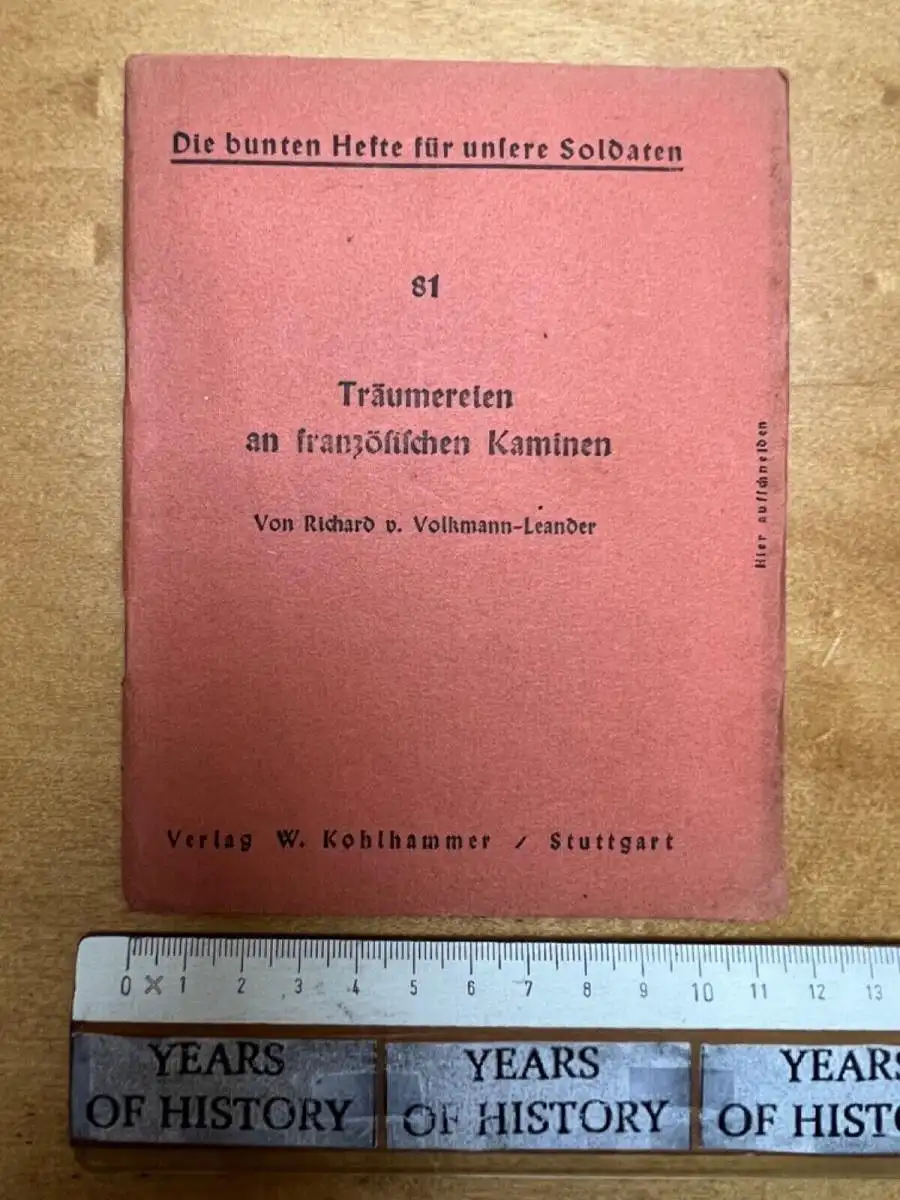 Die bunten Hefte für unſere Soldaten
81
Träumereien
an franzöſiſchen Kaminen
Von Richard v. Volkmann-Leander
Hier aufſchneiden
Verlag W. Kohlhammer / Stuttgart
0 1 2 3 4 5 6 7 8 9 10 11 12 13
YEARS OF HISTORY
YEARS OF HISTORY
YEARS OF HISTO